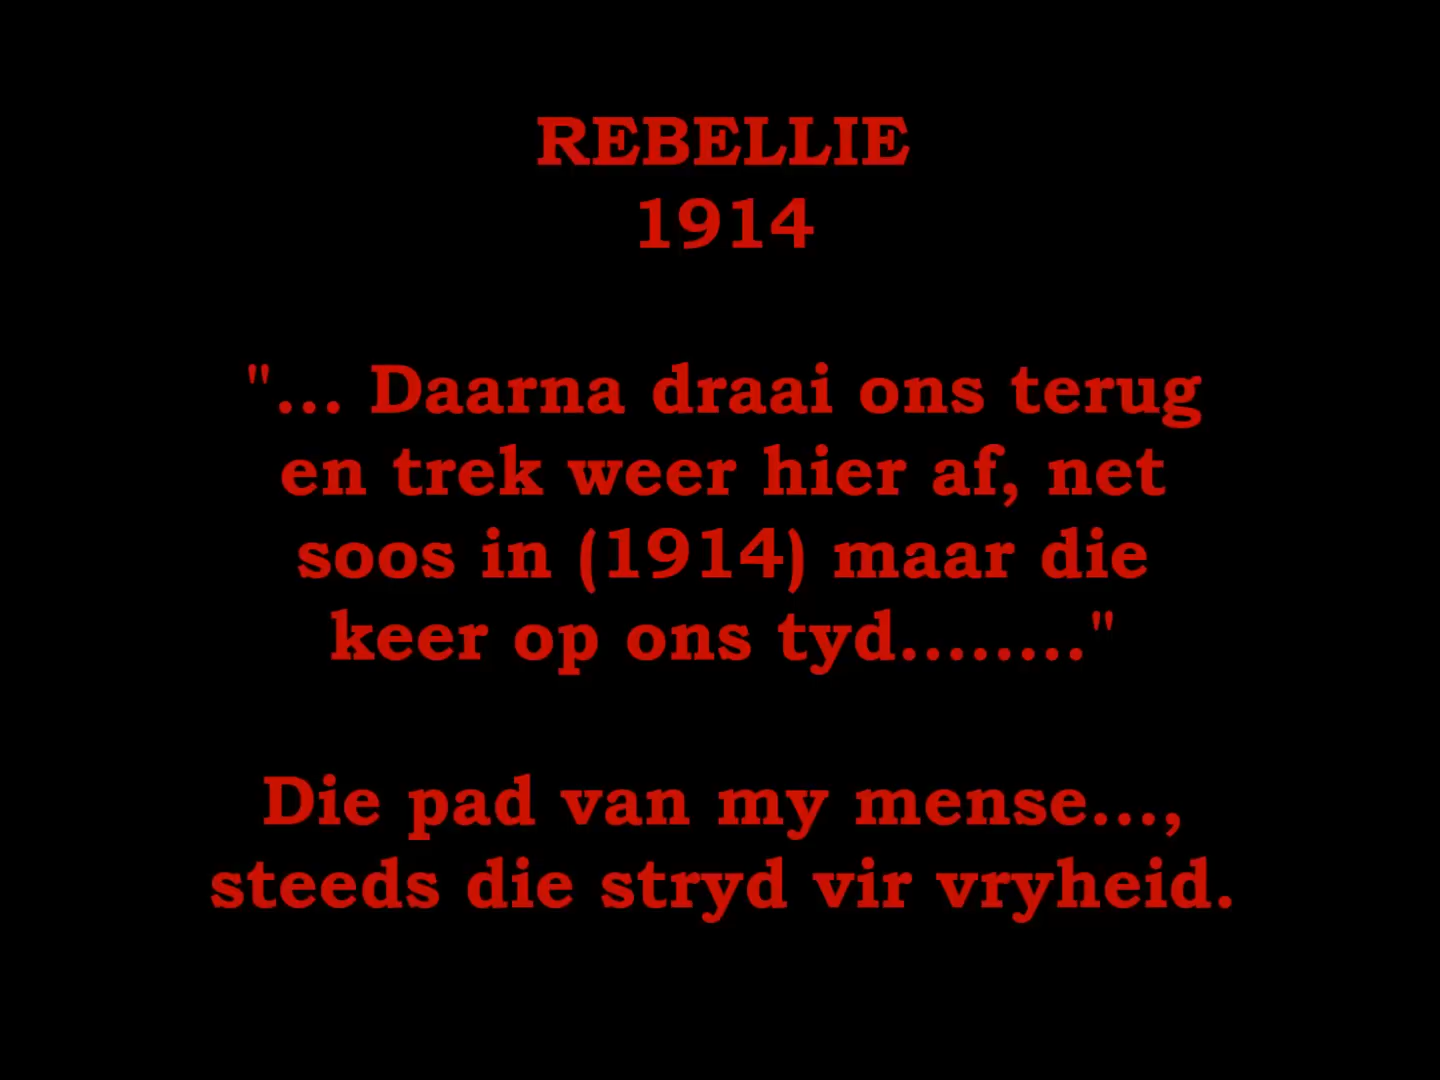 REBELLIE
1914
"... Daarna draai ons terug
en trek weer hier af, net
soos in (1914) maar die
keer op ons tyd........"
Die pad van my mense...,
steeds die stryd vir vryheid.